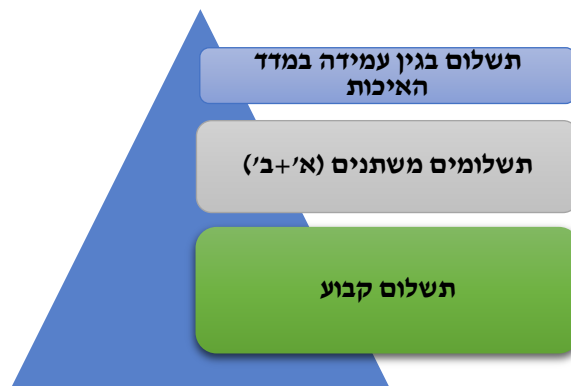 תשלום בגין עמידה במדד
האיכות
תשלומים משתנים (א'+ב')
תשלום קבוע